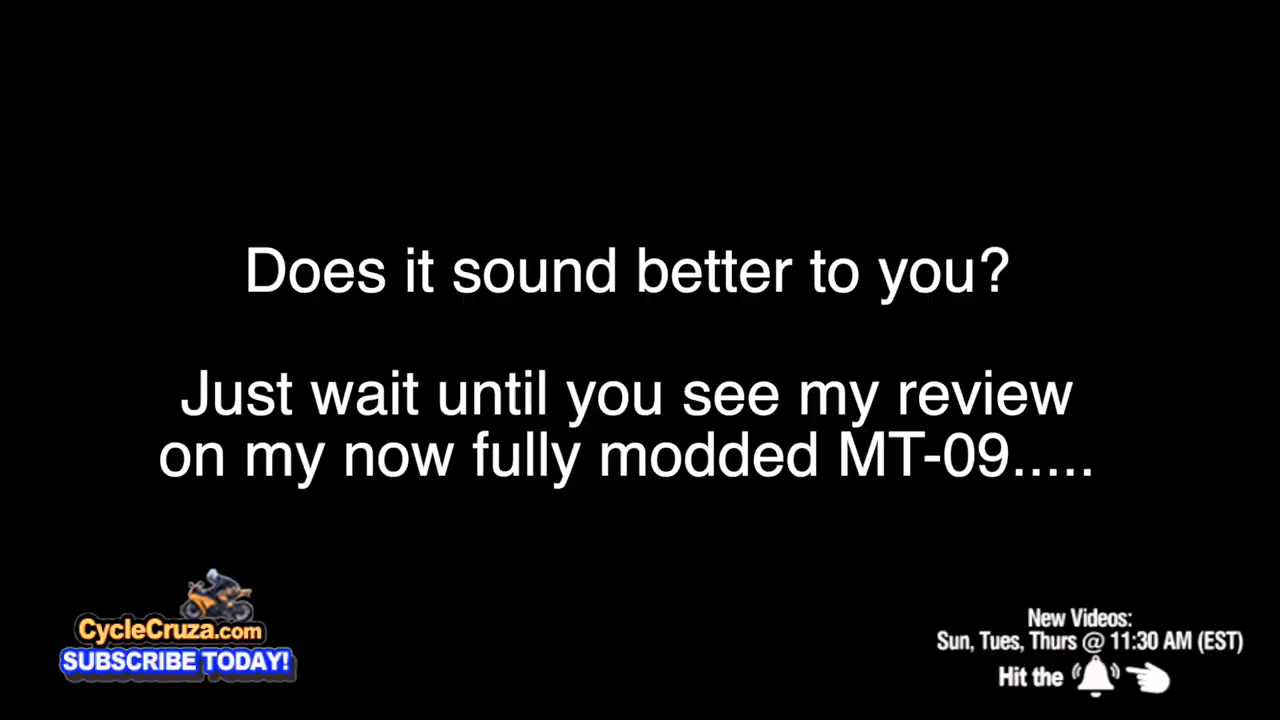 Does it sound better to you?
Just wait until you see my review
on my now fully modded MT-09.....
CycleCruza.com
SUBSCRIBE TODAY!
New Videos:
Sun, Tues, Thurs @ 11:30 AM (EST)
Hit the